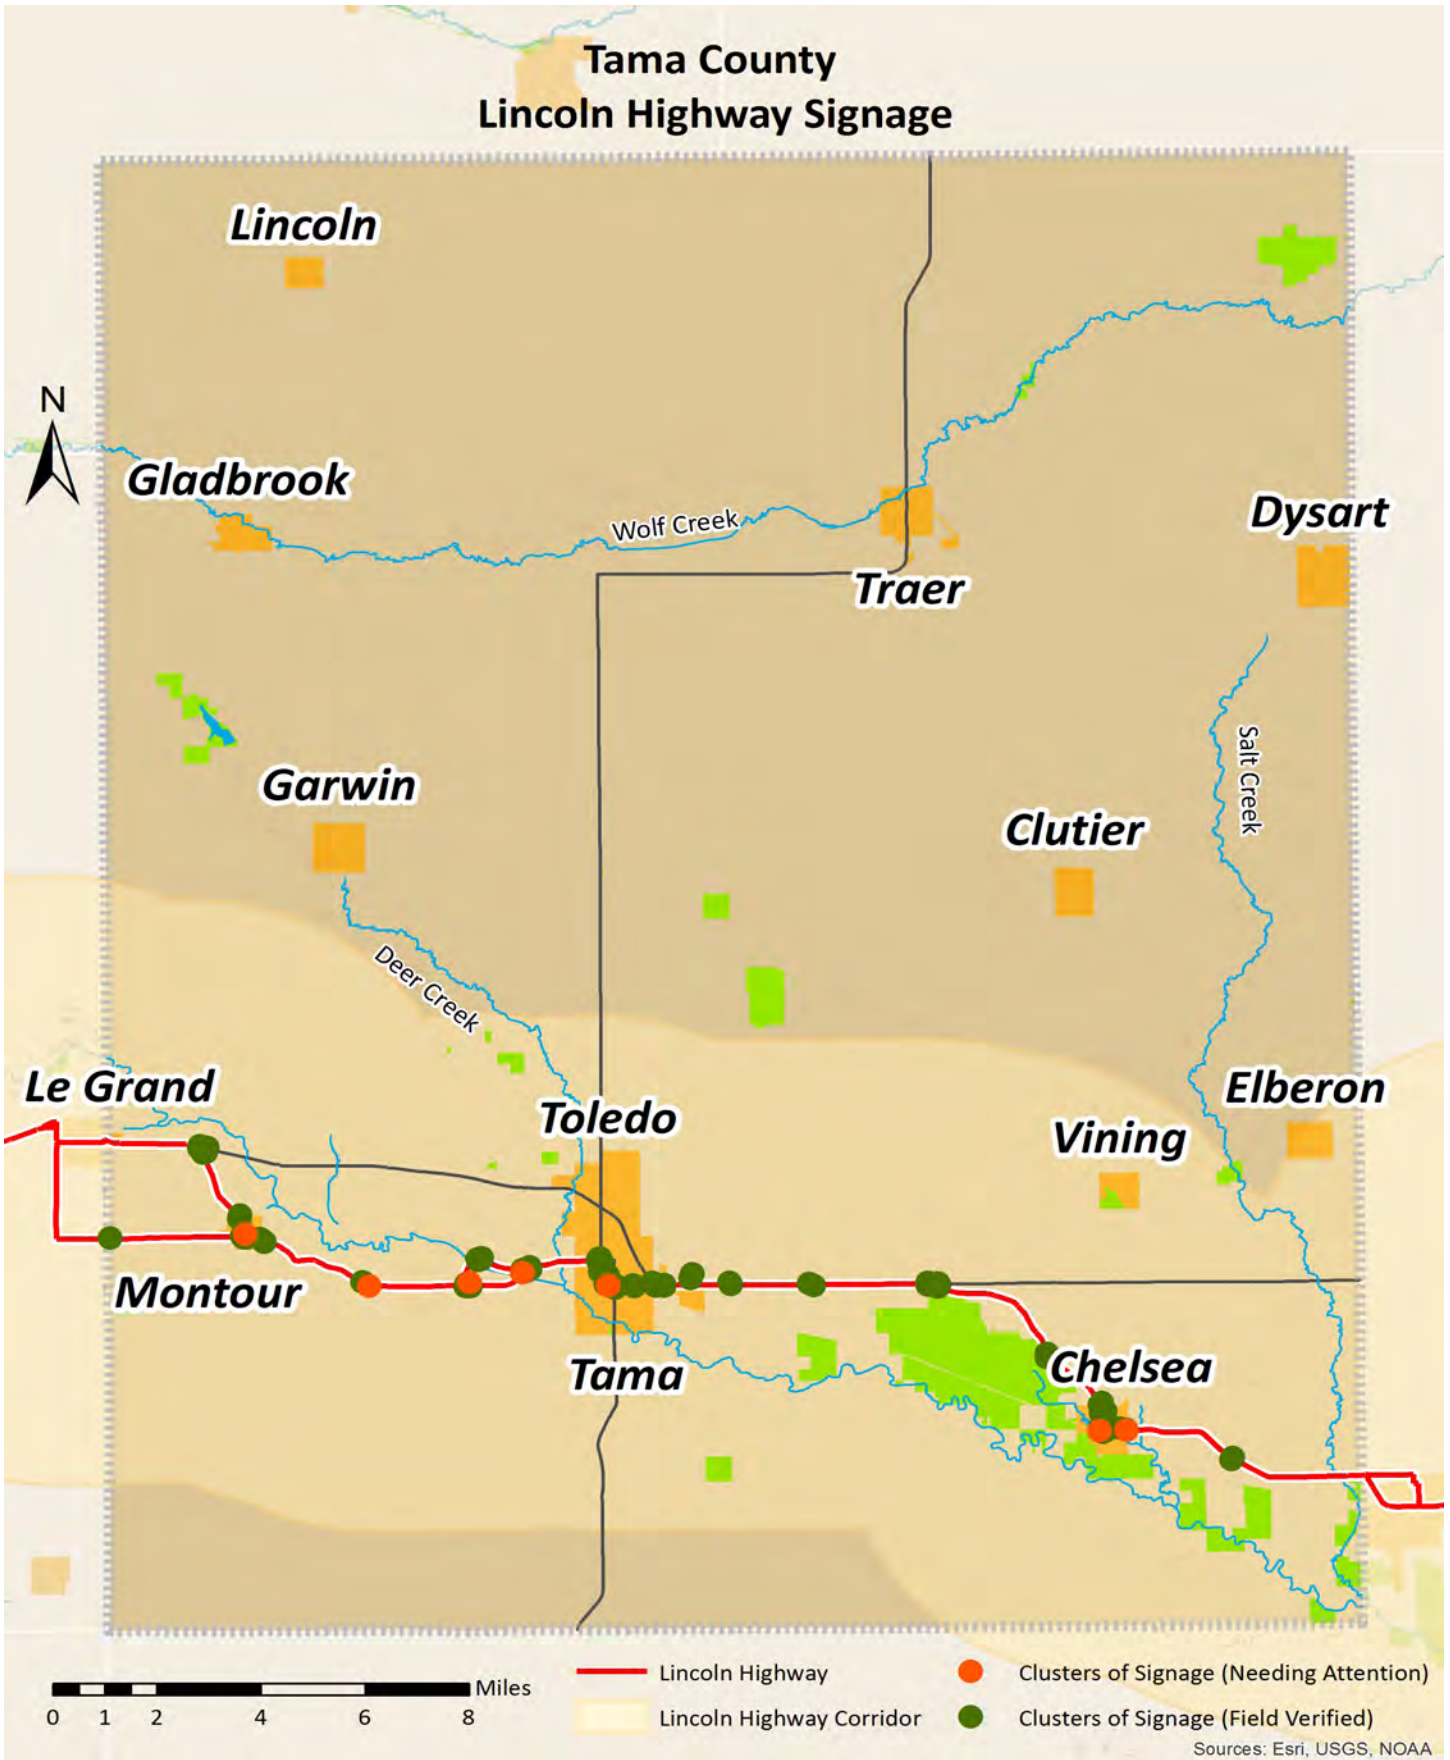 Tama County
Lincoln Highway Signage
Lincoln
N
Gladbrook
Dysart
Wolf Creek
Traer
Salt Creek
Garwin
Clutier
Deer Creek
Le Grand
Elberon
Toledo
Vining
Montour
Chelsea
Tama
Lincoln Highway
Clusters of Signage (Needing Attention)
Miles
0 1 2 4 6 8
Lincoln Highway Corridor
Clusters of Signage (Field Verified)
Sources: Esri, USGS, NOAA